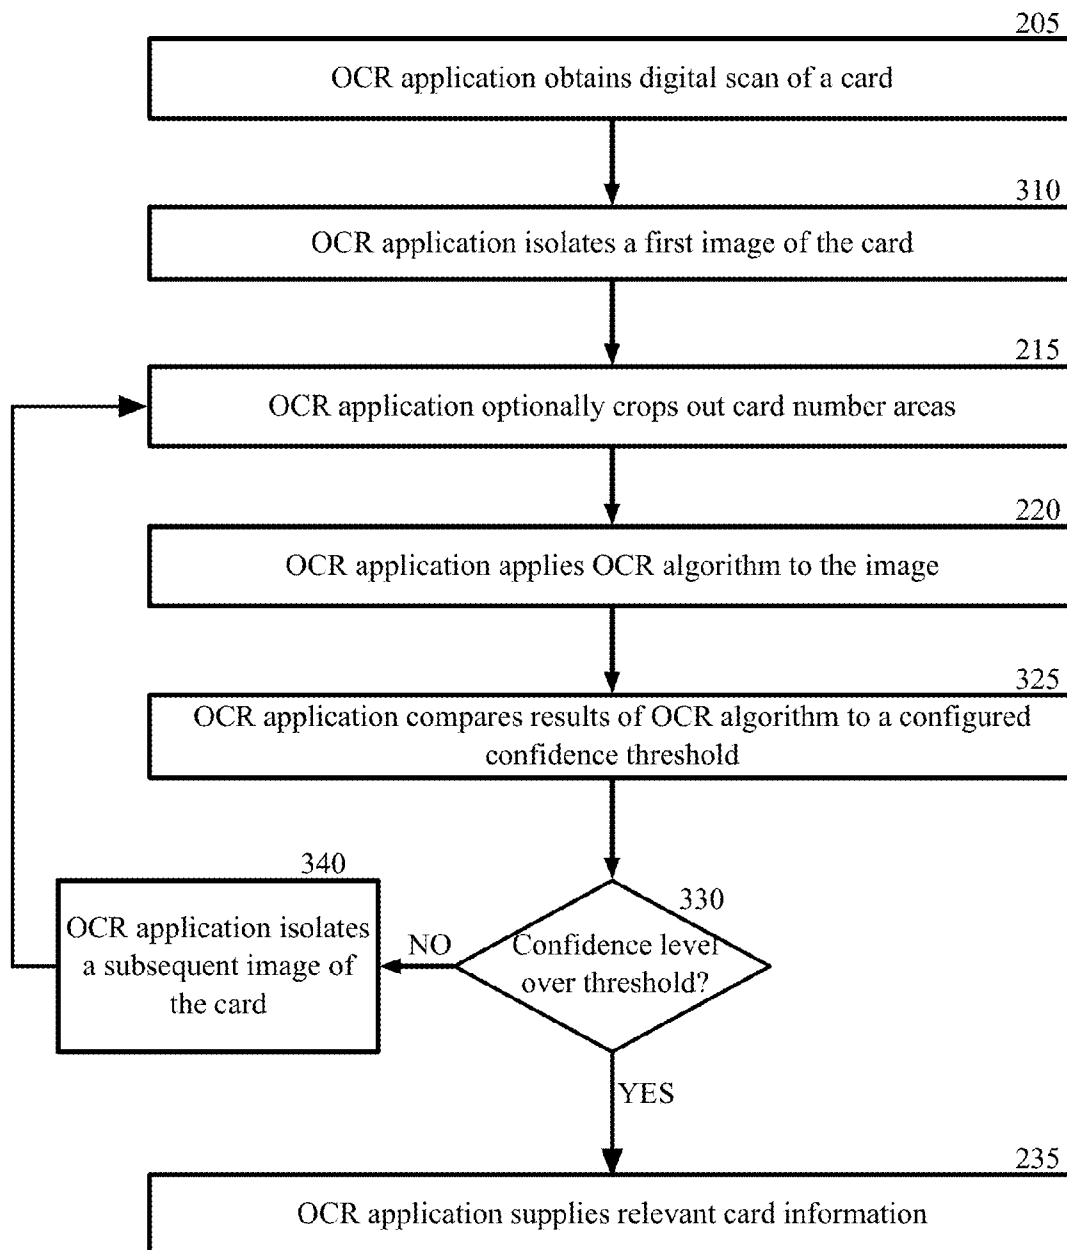 205
OCR application obtains digital scan of a card
310
OCR application isolates a first image of the card
215
OCR application optionally crops out card number areas
220
OCR application applies OCR algorithm to the image
325
OCR application compares results of OCR algorithm to a configured
confidence threshold
330
Confidence level
over threshold?
NO
340
OCR application isolates
a subsequent image of
the card
YES
235
OCR application supplies relevant card information